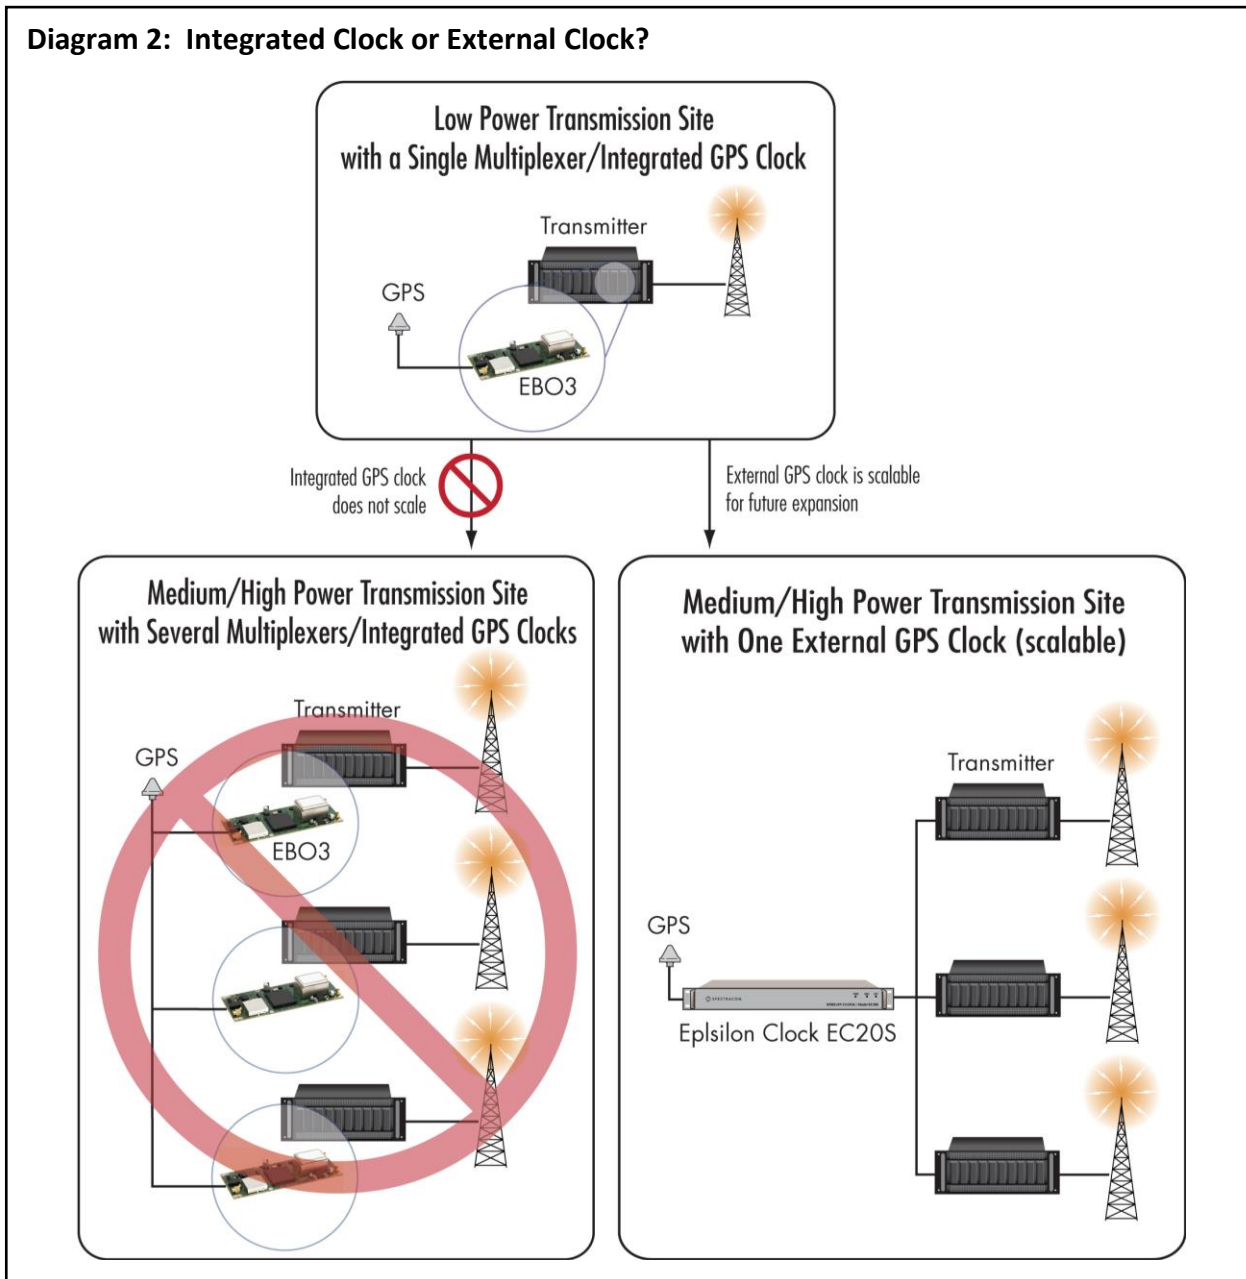 Diagram 2: Integrated Clock or External Clock?
Low Power Transmission Site
with a Single Multiplexer/Integrated GPS Clock
Transmitter
GPS
EBO3
Integrated GPS clock
does not scale
External GPS clock is scalable
for future expansion
Medium/High Power Transmission Site
with Several Multiplexers/Integrated GPS Clocks
Transmitter
GPS
EBO3
Medium/High Power Transmission Site
with One External GPS Clock (scalable)
Transmitter
GPS
SPECTRACOM
Eplsilon Clock EC20S